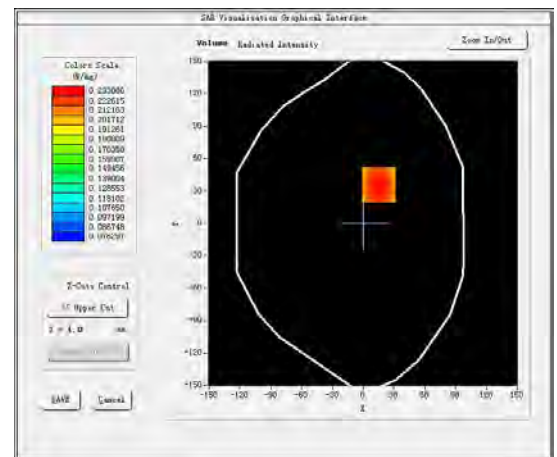 SAR Visualisation Graphical Interface
Volume Radiated Intensity
Zoom In/Out
Colors Scale
(W/kg)
0.233066
0.222615
0.212163
0.201712
0.191261
0.180809
0.170358
0.159907
0.149456
0.139004
0.128553
0.118102
0.107650
0.097199
0.086748
0.076297
150
120
90
60
30
0
-30
-60
-90
-120
-150
Y
-150 -120 -90 -60 -30 0 30 60 90 120 150
X
Z-Cuts Control
Upper Cut
Z = 4.0 mm
SAVE
Cancel